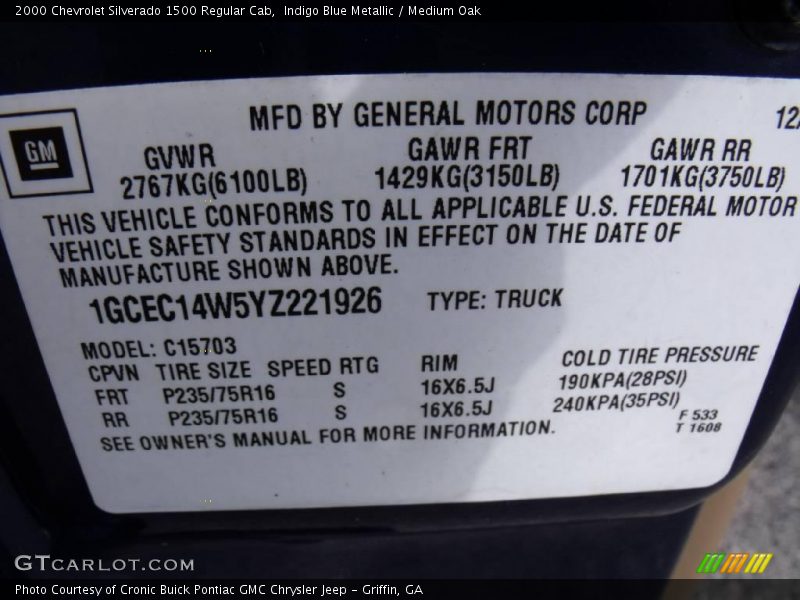 2000 Chevrolet Silverado 1500 Regular Cab, Indigo Blue Metallic / Medium Oak
MFD BY GENERAL MOTORS CORP 12/
GM
GVWR GAWR FRT GAWR RR
2767KG(6100LB) 1429KG(3150LB) 1701KG(3750LB)
THIS VEHICLE CONFORMS TO ALL APPLICABLE U.S. FEDERAL MOTOR
VEHICLE SAFETY STANDARDS IN EFFECT ON THE DATE OF
MANUFACTURE SHOWN ABOVE.
1GCEC14W5YZ221926 TYPE: TRUCK
MODEL: C15703
CPVN TIRE SIZE SPEED RTG RIM COLD TIRE PRESSURE
FRT P235/75R16 S 16X6.5J 190KPA(28PSI)
RR P235/75R16 S 16X6.5J 240KPA(35PSI)
SEE OWNER'S MANUAL FOR MORE INFORMATION.
F 533
T 1608
GTCARLOT.COM
Photo Courtesy of Cronic Buick Pontiac GMC Chrysler Jeep - Griffin, GA